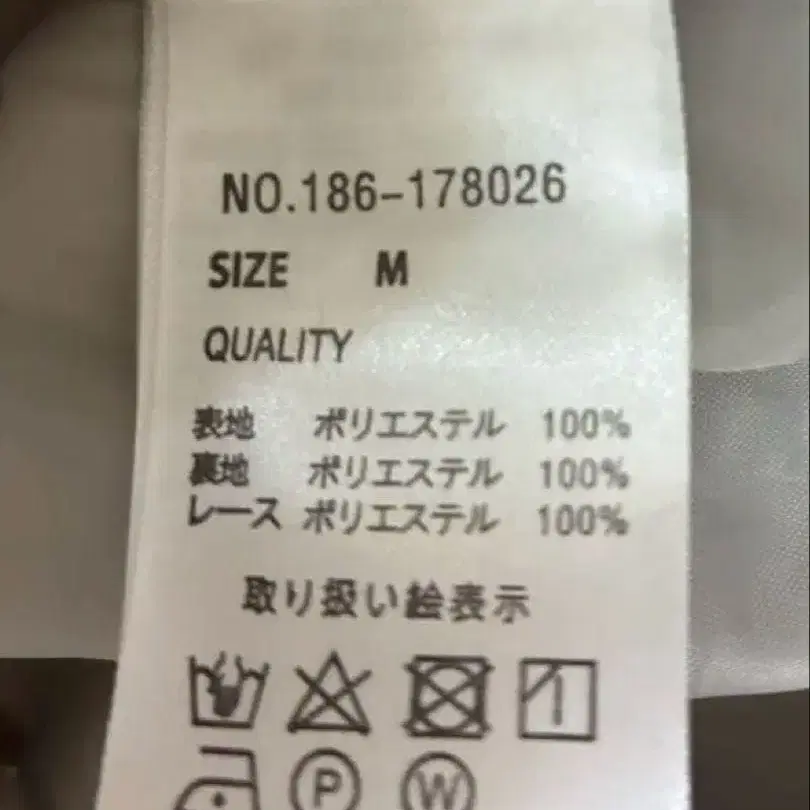 NO.186-178026
SIZE M
QUALITY
表地 ポリエステル 100%
裏地 ポリエステル 100%
レース ポリエステル 100%
取り扱い絵表示
P W